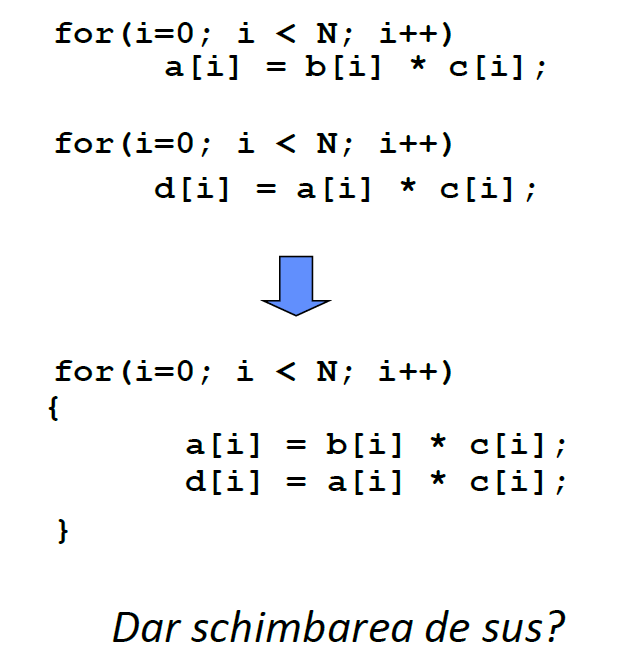 for(i=0; i < N; i++)
a[i] = b[i] * c[i];
for(i=0; i < N; i++)
d[i] = a[i] * c[i];
for(i=0; i < N; i++)
{
a[i] = b[i] * c[i];
d[i] = a[i] * c[i];
}
Dar schimbarea de sus?